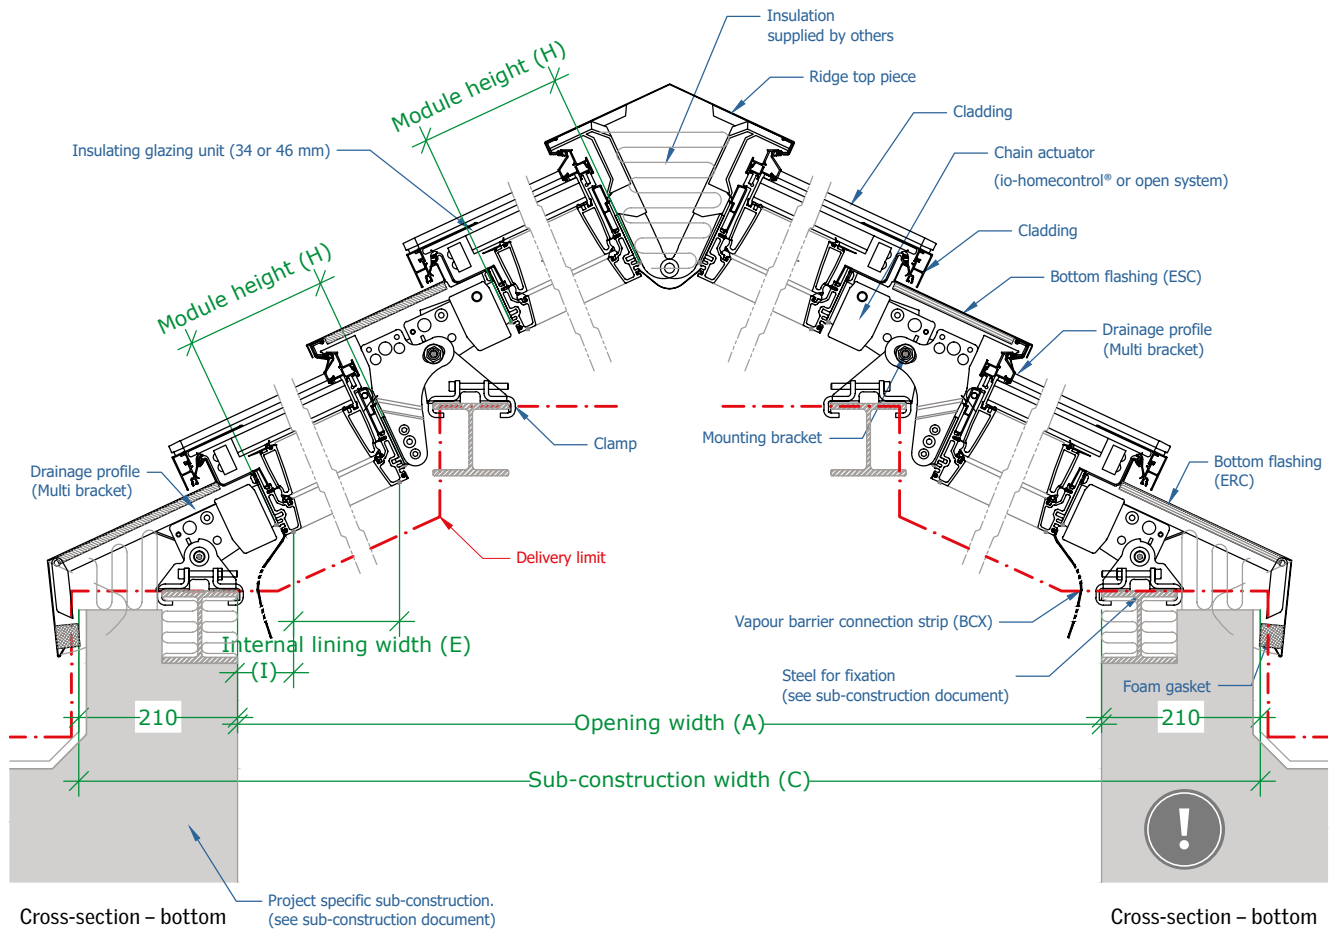 Insulation
supplied by others
Ridge top piece
Module height (H)
Cladding
Insulating glazing unit (34 or 46 mm)
Chain actuator
(io-homecontrol® or open system)
Cladding
Module height (H)
Bottom flashing (ESC)
Drainage profile
(Multi bracket)
Clamp
Mounting bracket
Drainage profile
(Multi bracket)
Bottom flashing
(ERC)
Delivery limit
Vapour barrier connection strip (BCX)
Internal lining width (E)
(I)
Steel for fixation
(see sub-construction document)
Foam gasket
210
Opening width (A)
210
Sub-construction width (C)
!
Project specific sub-construction.
(see sub-construction document)
Cross-section – bottom
Cross-section – bottom